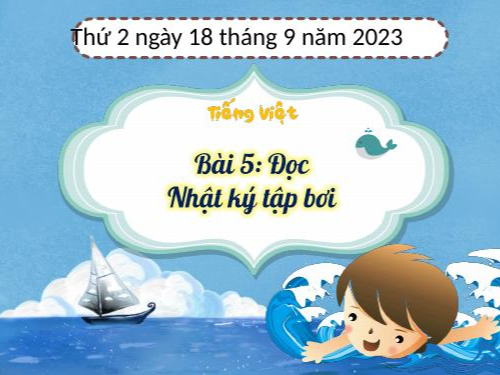 Thứ 2 ngày 18 tháng 9 năm 2023
Tiếng Việt
Bài 5: Đọc
Nhật ký tập bơi